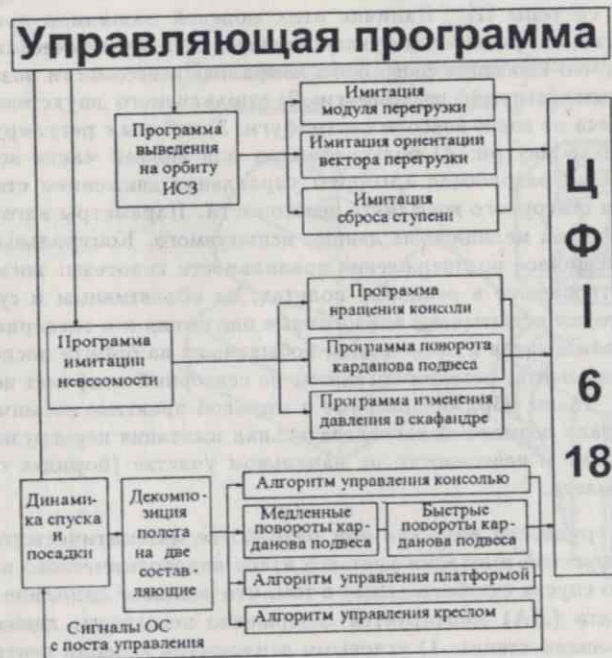 Управляющая программа
Программа
выведения
на орбиту
ИСЗ
Имитация
модуля перегрузки
Имитация ориентации
вектора перегрузки
Имитация
сброса ступени
Ц
Ф
|
6
18
Программа
имитации
невесомости
Программа
вращения консоли
Программа поворота
карданова подвеса
Программа изменения
давления в скафандре
Динами-
ка спуска
и
посадки
Декомпо-
зиция
полета
на две
состав-
ляющие
Алгоритм управления консолью
Медленные
повороты кар-
данова подвеса
Быстрые
повороты кар-
данова подвеса
Алгоритм управления платформой
Алгоритм управления креслом
Сигналы ОС
с поста управления